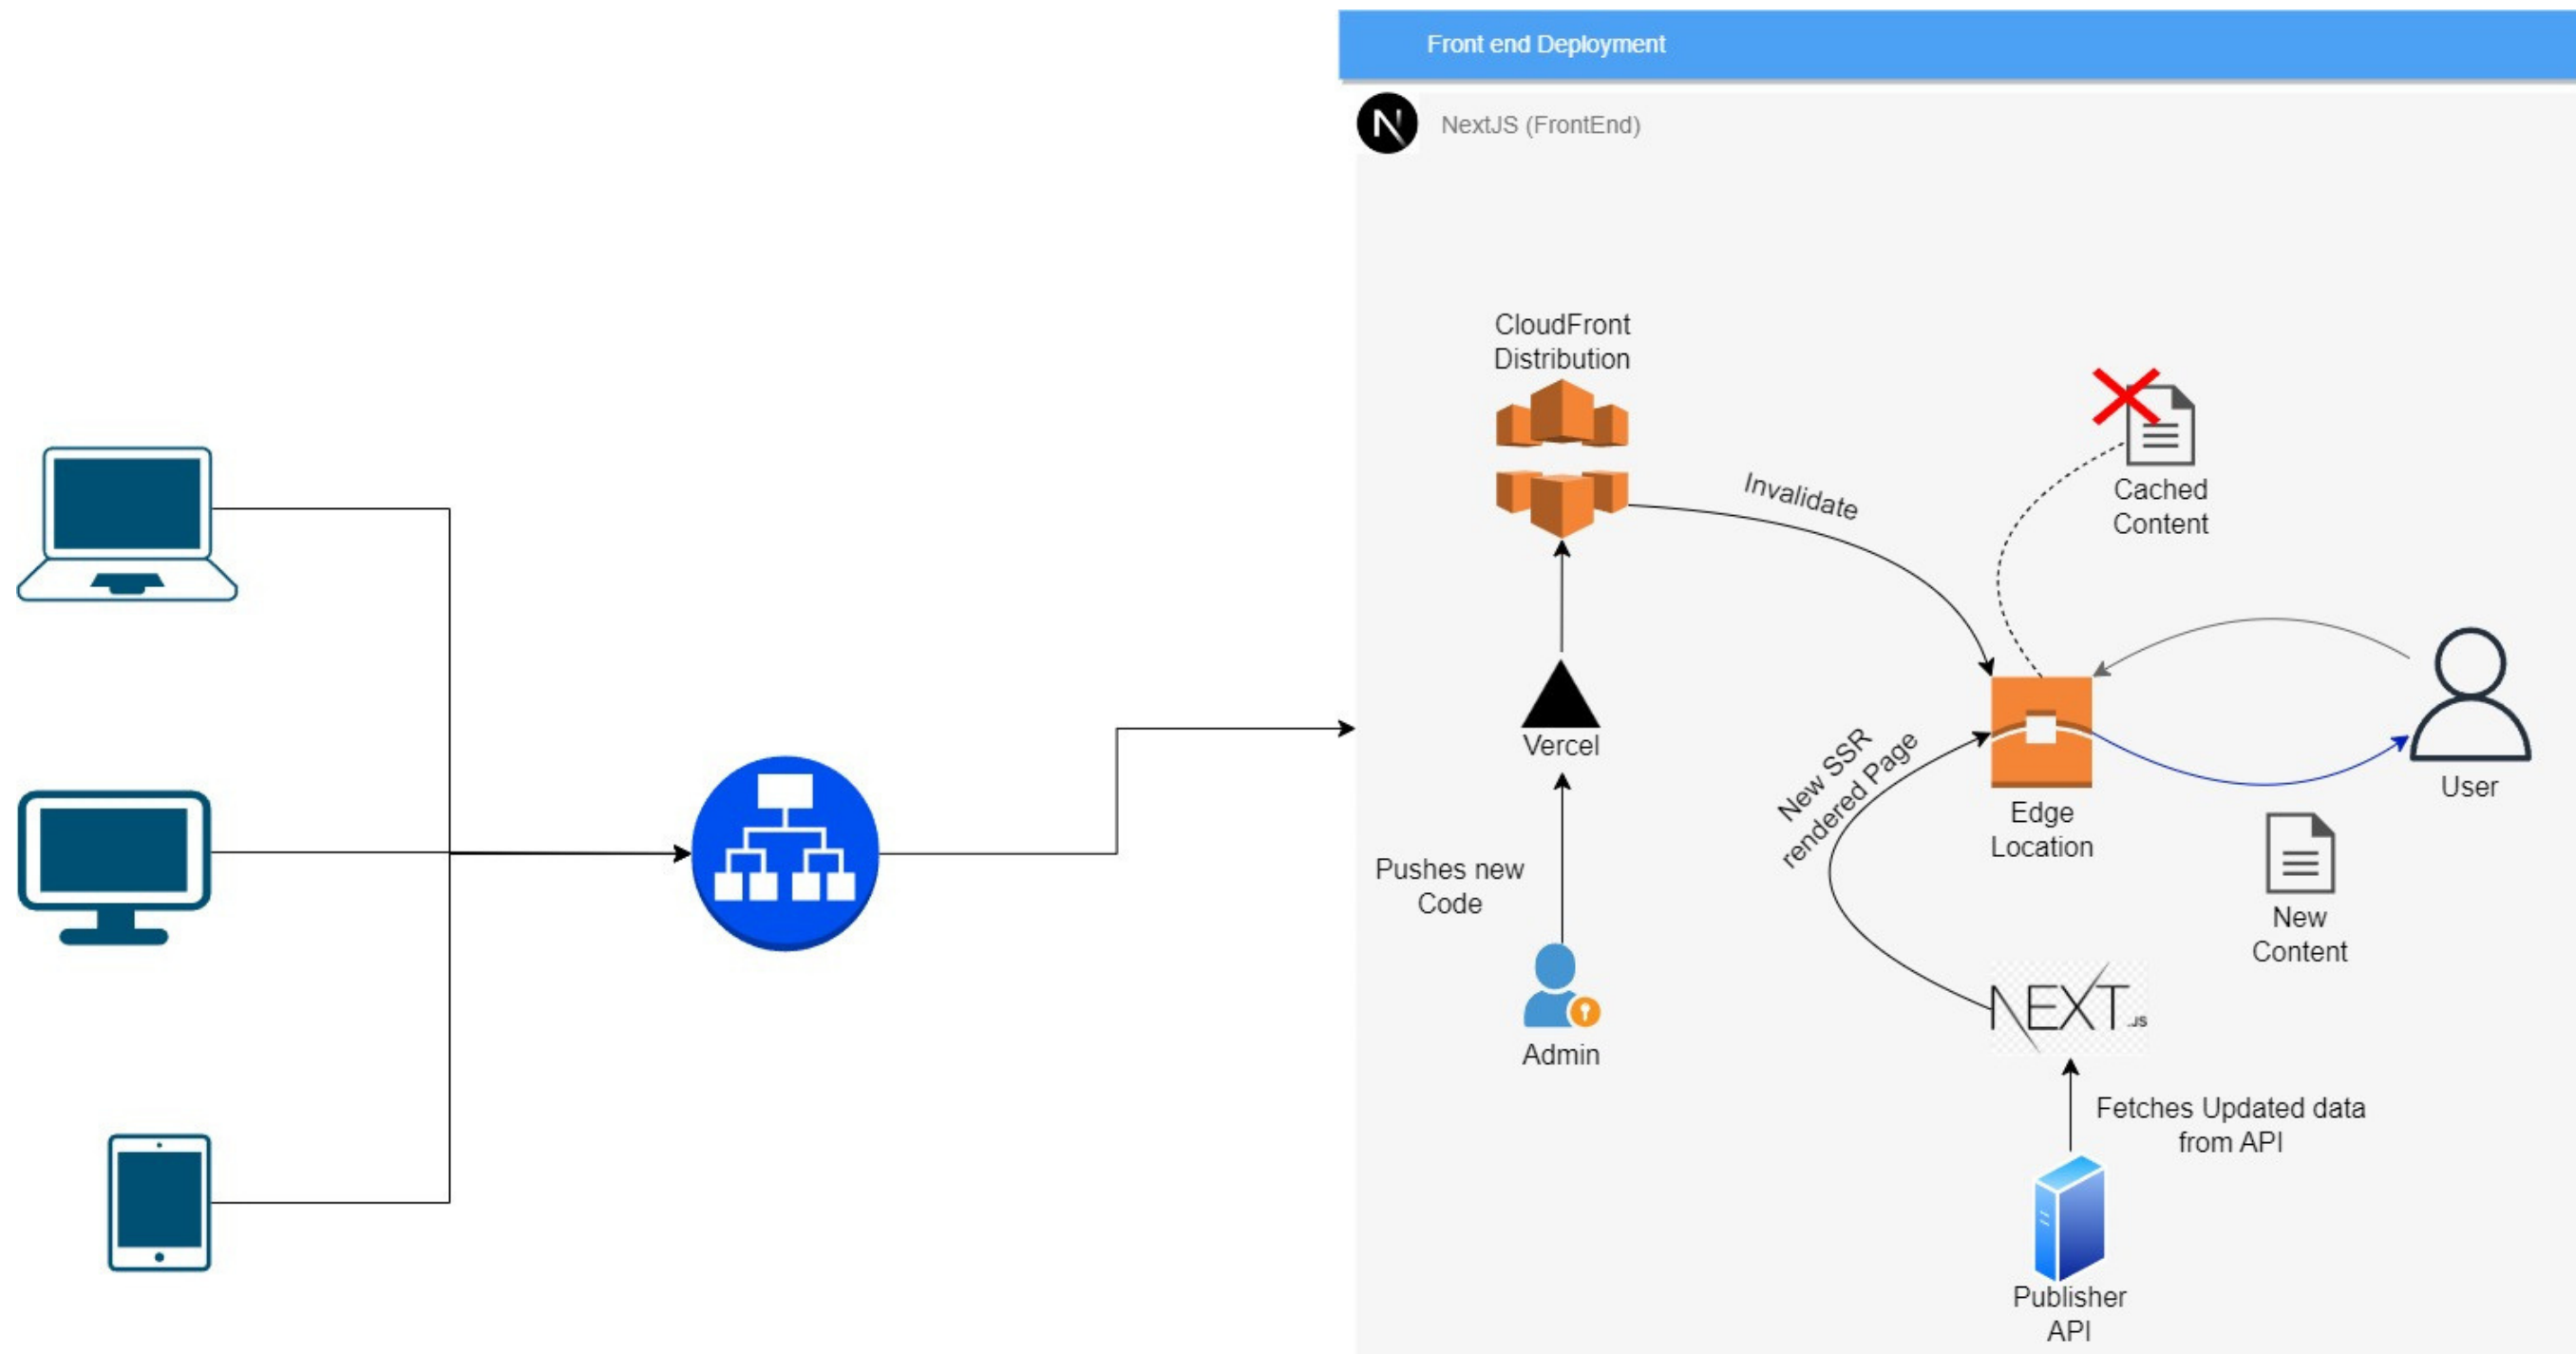 Front end Deployment
N
NextJS (FrontEnd)
CloudFront
Distribution
Invalidate
Cached
Content
Vercel
New SSR
rendered Page
Edge
Location
User
Pushes new
Code
New
Content
NEXT.JS
Admin
Fetches Updated data
from API
Publisher
API